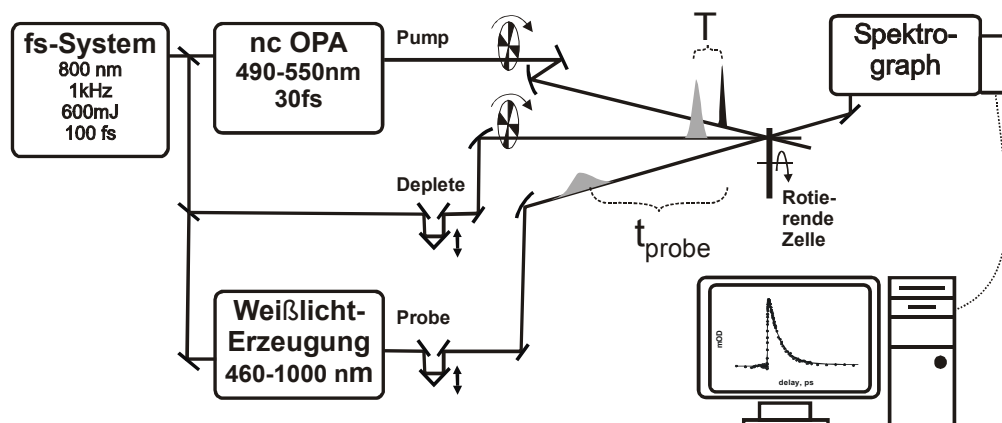 fs-System
800 nm
1kHz
600mJ
100 fs
nc OPA
490-550nm
30fs
Pump
T
Spektro-
graph
Deplete
t probe
Rotie-
rende
Zelle
Weißlicht-
Erzeugung
460-1000 nm
Probe
mOD
delay, ps